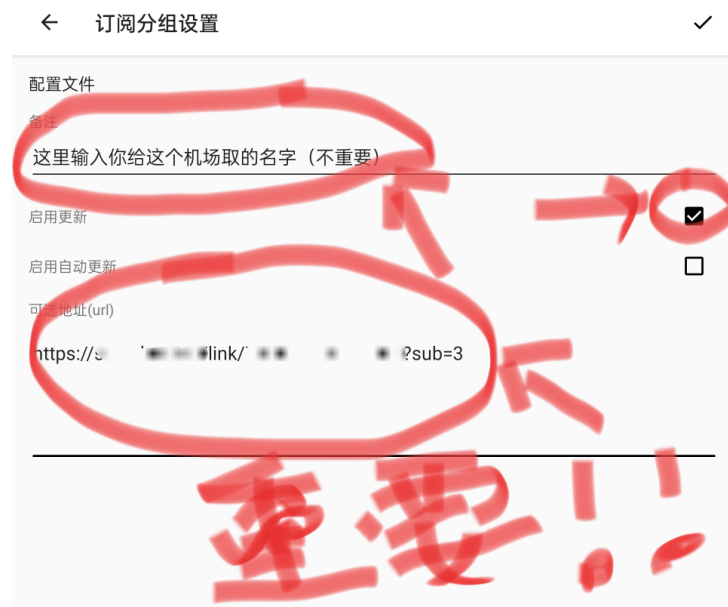 订阅分组设置
配置文件
备注
这里输入你给这个机场取的名字（不重要）
启用更新
启用自动更新
可选地址(url)
https:// link/ ?sub=3
重要!!